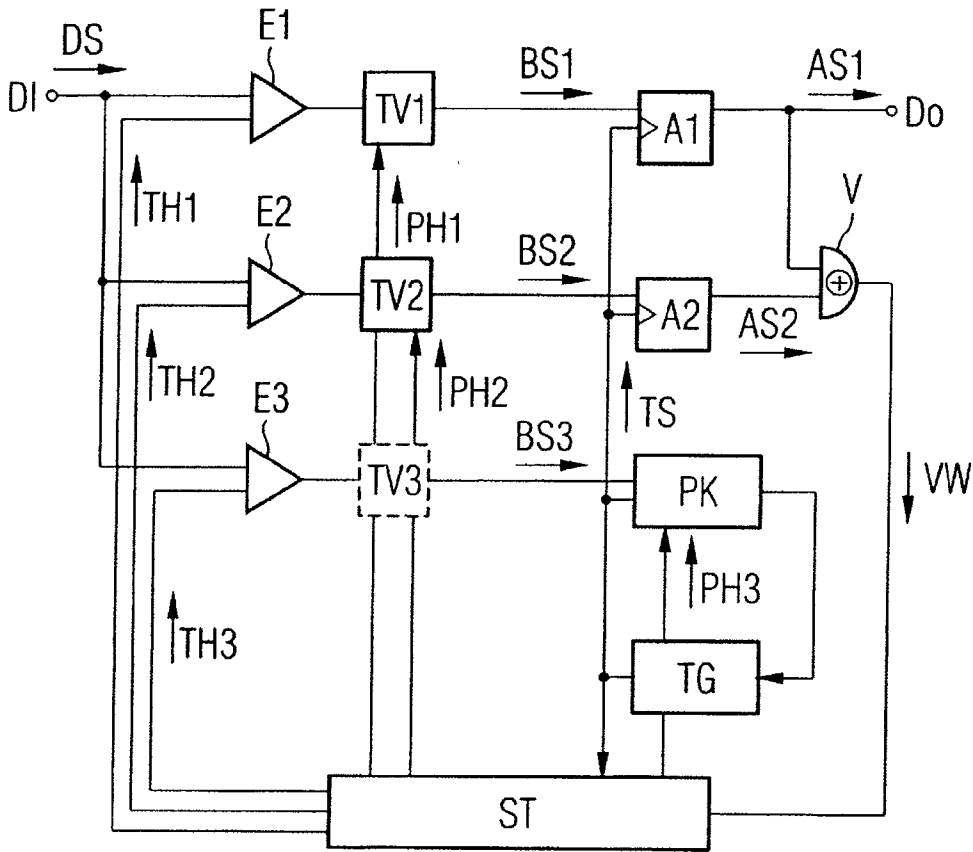 DS
E1
BS1
AS1
DI
TV1
A1
Do
TH1
PH1
V
E2
BS2
TV2
A2
AS2
TH2
PH2
TS
E3
BS3
TV3
PK
VW
PH3
TH3
TG
ST